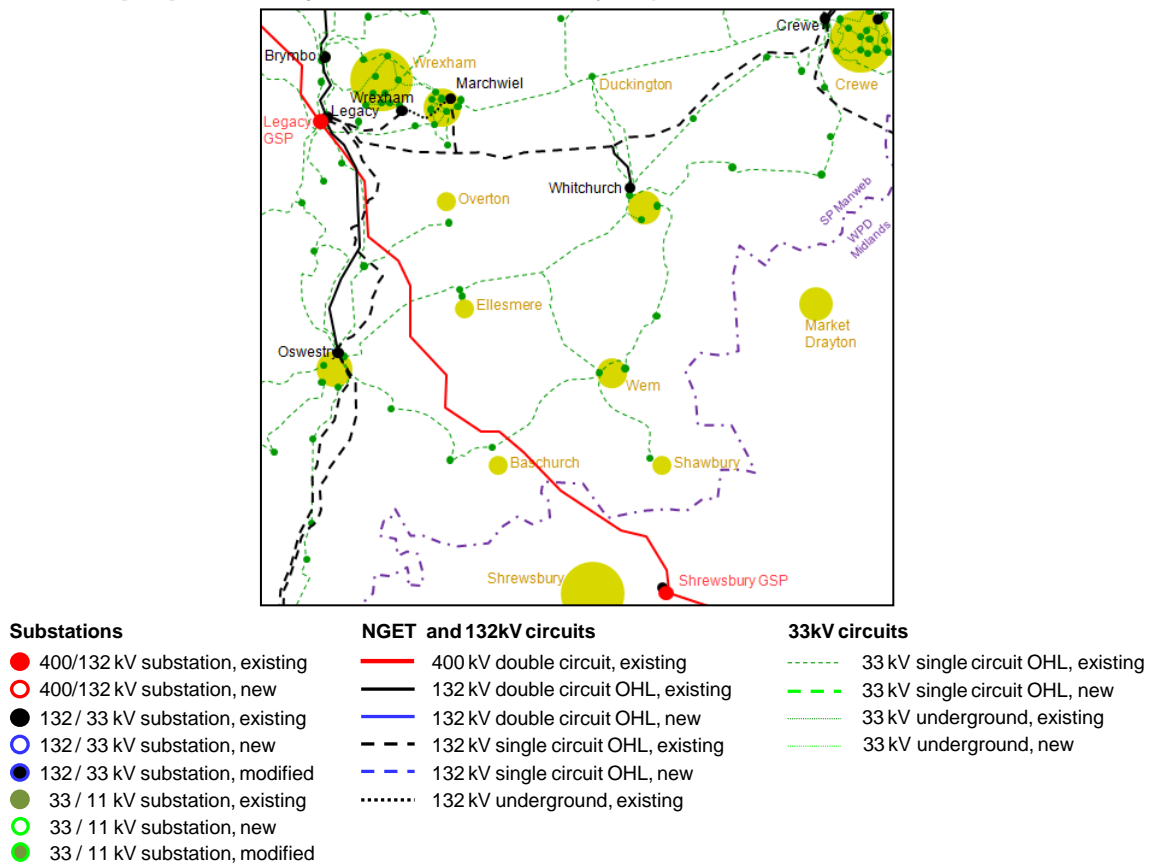 Crewe
Brymbo
Wrexham
Marchwiel
Duckington
Crewe
Wrexham
Legacy
Legacy
GSP
Whitchurch
Overton
SP Manweb
WPD
Midlands
Ellesmere
Market
Drayton
Oswestry
Wem
Baschurch
Shawbury
Shrewsbury
Shrewsbury GSP
Substations
400/132 kV substation, existing
400/132 kV substation, new
132 / 33 kV substation, existing
132 / 33 kV substation, new
132 / 33 kV substation, modified
33 / 11 kV substation, existing
33 / 11 kV substation, new
33 / 11 kV substation, modified
NGET and 132kV circuits
400 kV double circuit, existing
132 kV double circuit OHL, existing
132 kV double circuit OHL, new
132 kV single circuit OHL, existing
132 kV single circuit OHL, new
132 kV underground, existing
33kV circuits
33 kV single circuit OHL, existing
33 kV single circuit OHL, new
33 kV underground, existing
33 kV underground, new